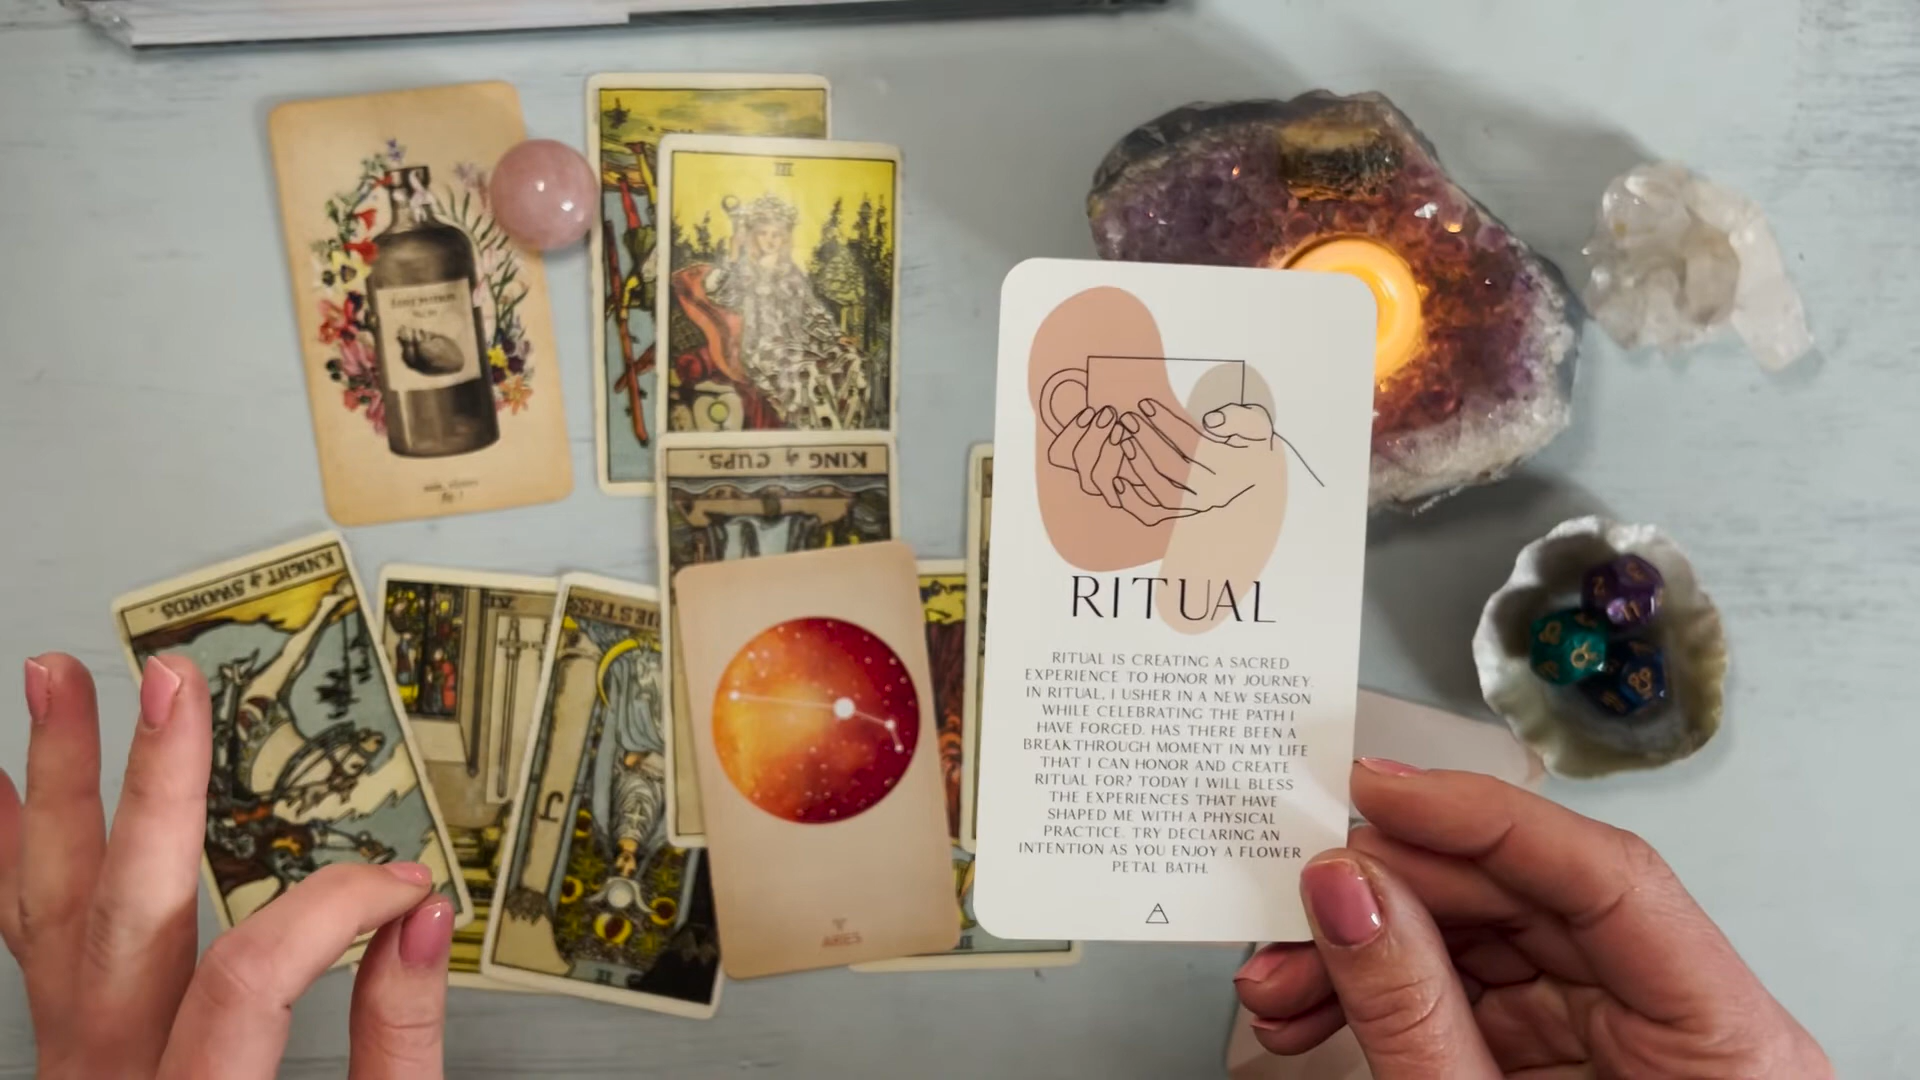 III
KING of CUPS.
KNIGHT of SWORDS.
VI
J
II
ARIES
RITUAL
RITUAL IS CREATING A SACRED
EXPERIENCE TO HONOR MY JOURNEY.
IN RITUAL, I USHER IN A NEW SEASON
WHILE CELEBRATING THE PATH I
HAVE FORGED. HAS THERE BEEN A
BREAKTHROUGH MOMENT IN MY LIFE
THAT I CAN HONOR AND CREATE
RITUAL FOR? TODAY I WILL BLESS
THE EXPERIENCES THAT HAVE
SHAPED ME WITH A PHYSICAL
PRACTICE. TRY DECLARING AN
INTENTION AS YOU ENJOY A FLOWER
PETAL BATH.
11